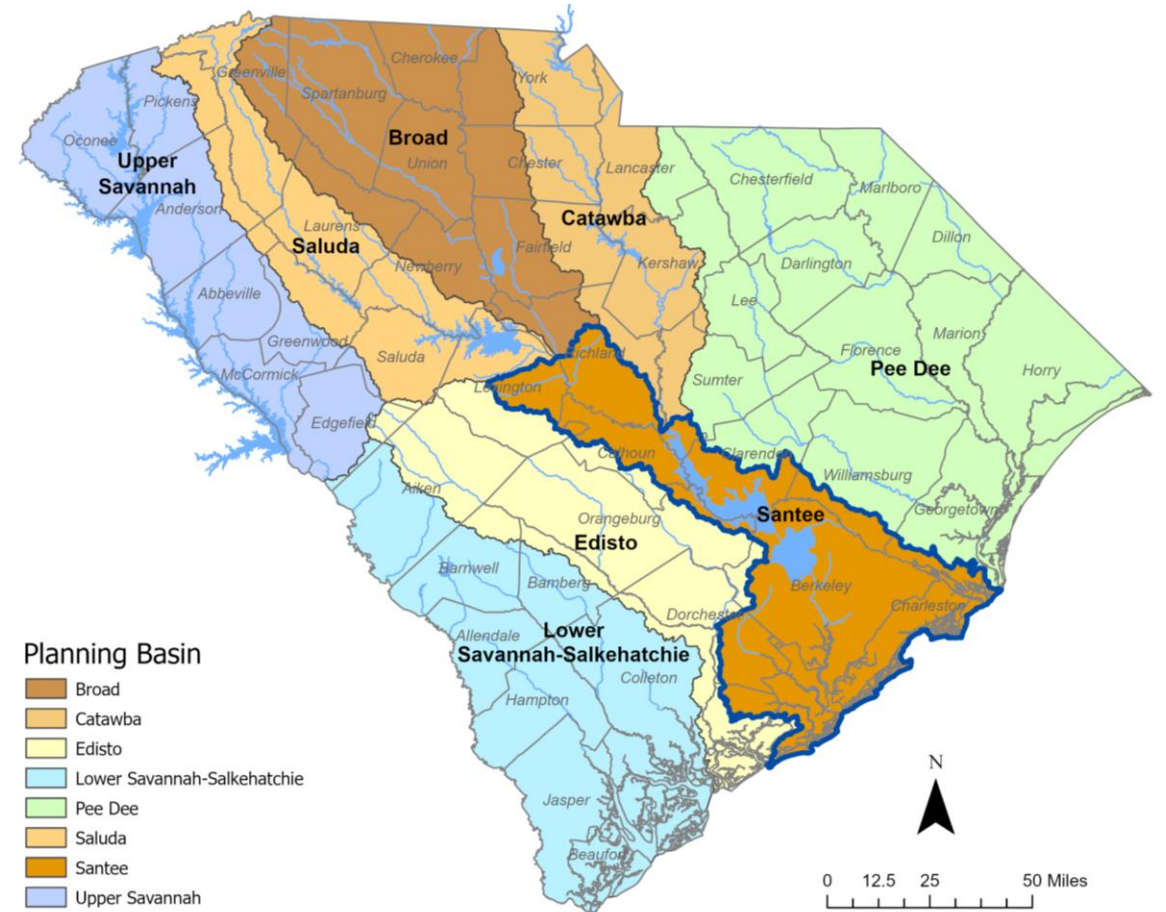 Cherokee
York
Greenville
Spartanburg
Pickens
Oconee
Broad
Union
Chester
Lancaster
Upper
Savannah
Chesterfield
Marlboro
Anderson
Catawba
Laurens
Saluda
Fairfield
Dillon
Newberry
Kershaw
Darlington
Abbeville
Lee
Marion
Greenwood
Richland
Florence
Saluda
Pee Dee
Horry
McCormick
Sumter
Lexington
Edgefield
Calhoun
Clarendon
Williamsburg
Aiken
Georgetown
Orangeburg
Santee
Edisto
Barnwell
Bamberg
Berkeley
Charleston
Dorchester
Allendale
Lower
Savannah-Salkehatchie
Colleton
Hampton
Jasper
Beaufort
Planning Basin
Broad
Catawba
Edisto
Lower Savannah-Salkehatchie
Pee Dee
Saluda
Santee
Upper Savannah
N
0 12.5 25 50 Miles